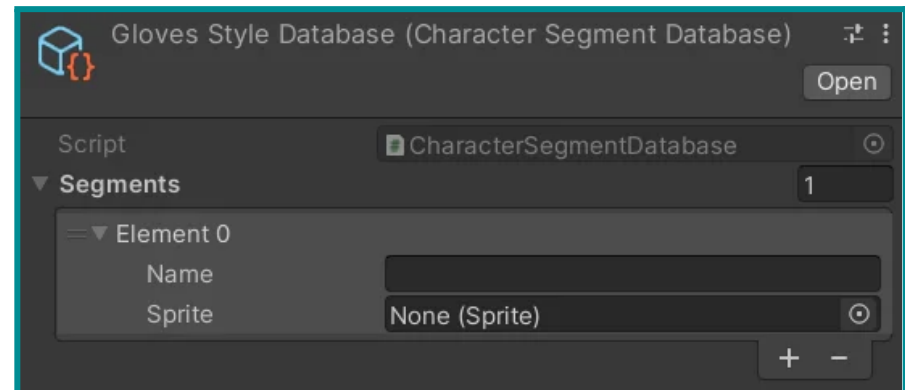 Gloves Style Database (Character Segment Database)
Open
Script CharacterSegmentDatabase
Segments 1
Element 0
Name
Sprite None (Sprite)
+ −